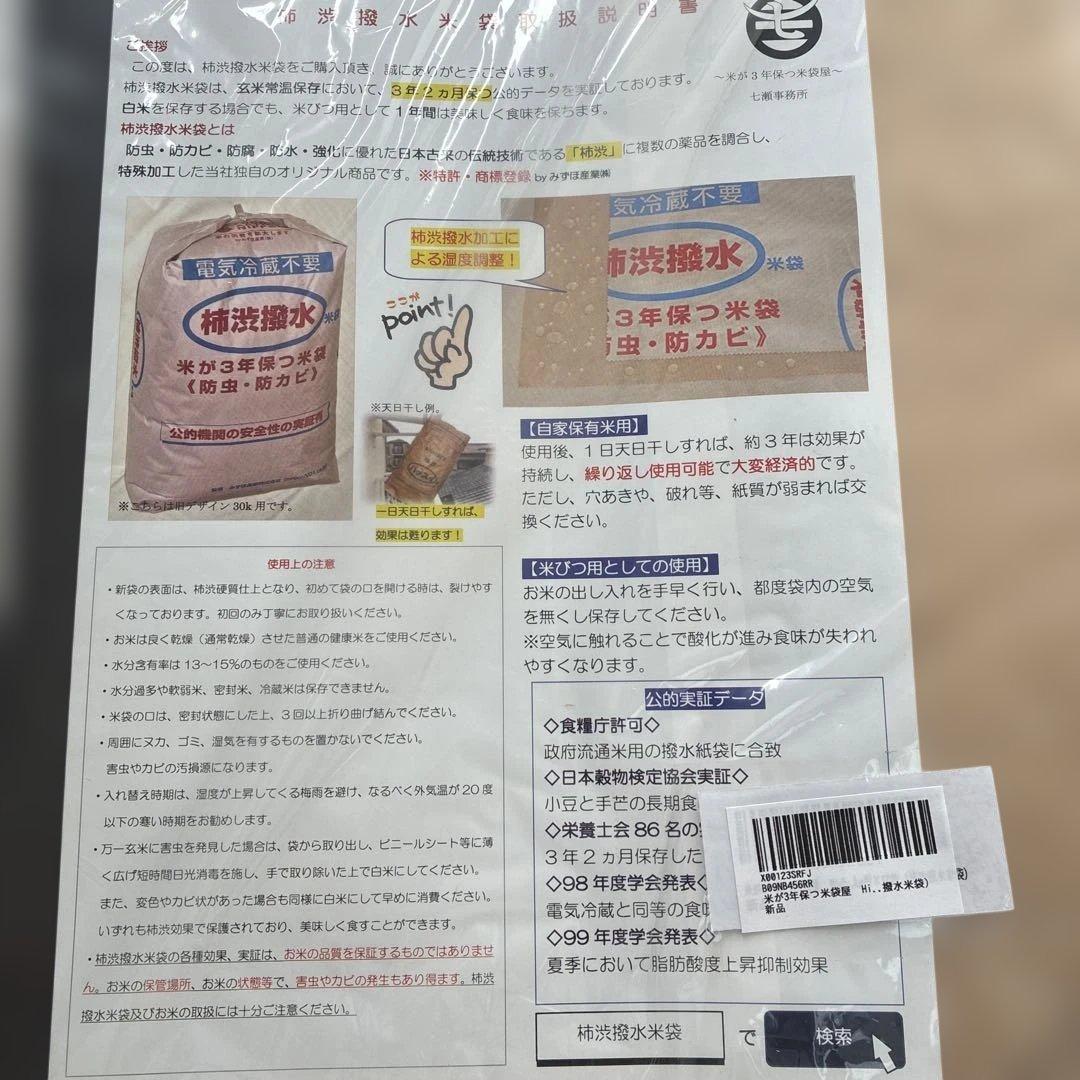 柿渋撥水米袋取扱説明書
～米が3年保つ米袋屋～
七瀬事務所
ご挨拶
この度は、柿渋撥水米袋をご購入頂き、誠にありがとうございます。
柿渋撥水米袋は、玄米常温保存において、3年2ヵ月保つ公的データを実証しております。
白米を保存する場合でも、米びつ用として1年間は美味しく食味を保ちます。
柿渋撥水米袋とは
防虫・防カビ・防腐・防水・強化に優れた日本古来の伝統技術である「柿渋」に複数の薬品を調合し、
特殊加工した当社独自のオリジナル商品です。※特許・商標登録 by みずほ産業㈱
電気冷蔵不要
柿渋撥水米袋
米が3年保つ米袋
《防虫・防カビ》
公的機関の安全性の実証
※こちらは旧デザイン30k用です。
柿渋撥水加工に
よる湿度調整！
ここが
point!
※天日干し例。
一日天日干しすれば、
効果は甦ります！
気冷蔵不要
柿渋撥水 米袋
3年保つ米袋
虫・防カビ》
【自家保有米用】
使用後、1日天日干しすれば、約3年は効果が
持続し、繰り返し使用可能で大変経済的です。
ただし、穴あきや、破れ等、紙質が弱まれば交
換ください。
【米びつ用としての使用】
お米の出し入れを手早く行い、都度袋内の空気
を無くし保存してください。
※空気に触れることで酸化が進み食味が失われ
やすくなります。
使用上の注意
・新袋の表面は、柿渋硬質仕上となり、初めて袋の口を開ける時は、裂けやす
くなっております。初回のみ丁寧にお取り扱いください。
・お米は良く乾燥（通常乾燥）させた普通の健康米をご使用ください。
・水分含有率は13～15%のものをご使用ください。
・水分過多や軟弱米、密封米、冷蔵米は保存できません。
・米袋の口は、密封状態にした上、3回以上折り曲げ結んでください。
・周囲にヌカ、ゴミ、湿気を有するものを置かないでください。
害虫やカビの汚損源になります。
・入れ替え時期は、湿度が上昇してくる梅雨を避け、なるべく外気温が20度
以下の寒い時期をお勧めします。
・万一玄米に害虫を発見した場合は、袋から取り出し、ビニールシート等に薄
く広げ短時間日光消毒を施し、手で取り除いた上で白米にしてください。
また、変色やカビ状があった場合も同様に白米にして早めに消費ください。
いずれも柿渋効果で保護されており、美味しく食すことができます。
・柿渋撥水米袋の各種効果、実証は、お米の品質を保証するものではありませ
ん。お米の保管場所、お米の状態等で、害虫やカビの発生もあり得ます。柿渋
撥水米袋及びお米の取扱には十分ご注意ください。
公的実証データ
◇食糧庁許可◇
政府流通米用の撥水紙袋に合致
◇日本穀物検定協会実証◇
小豆と手芒の長期食
◇栄養士会86名の
3年2ヵ月保存した
◇98年度学会発表◇
電気冷蔵と同等の食味
◇99年度学会発表◇
夏季において脂肪酸度上昇抑制効果
X00123SRFJ
B09NB456RR
米が3年保つ米袋屋 Hi..撥水米袋)
新品
袋)
柿渋撥水米袋 で 検索